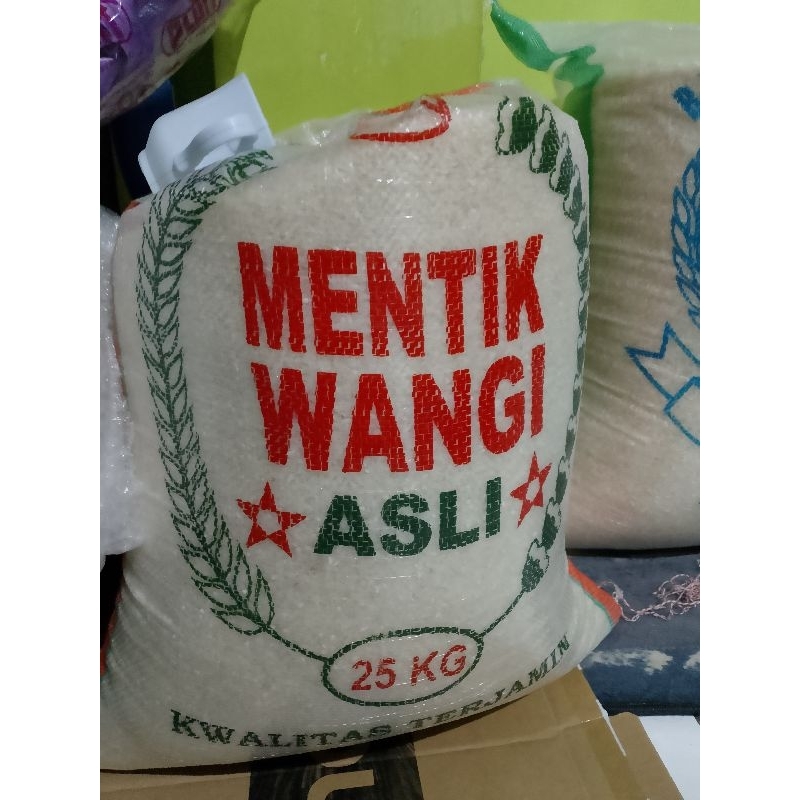 MENTIK
WANGI
ASLI
25 KG
KWALITAS TERJAMIN